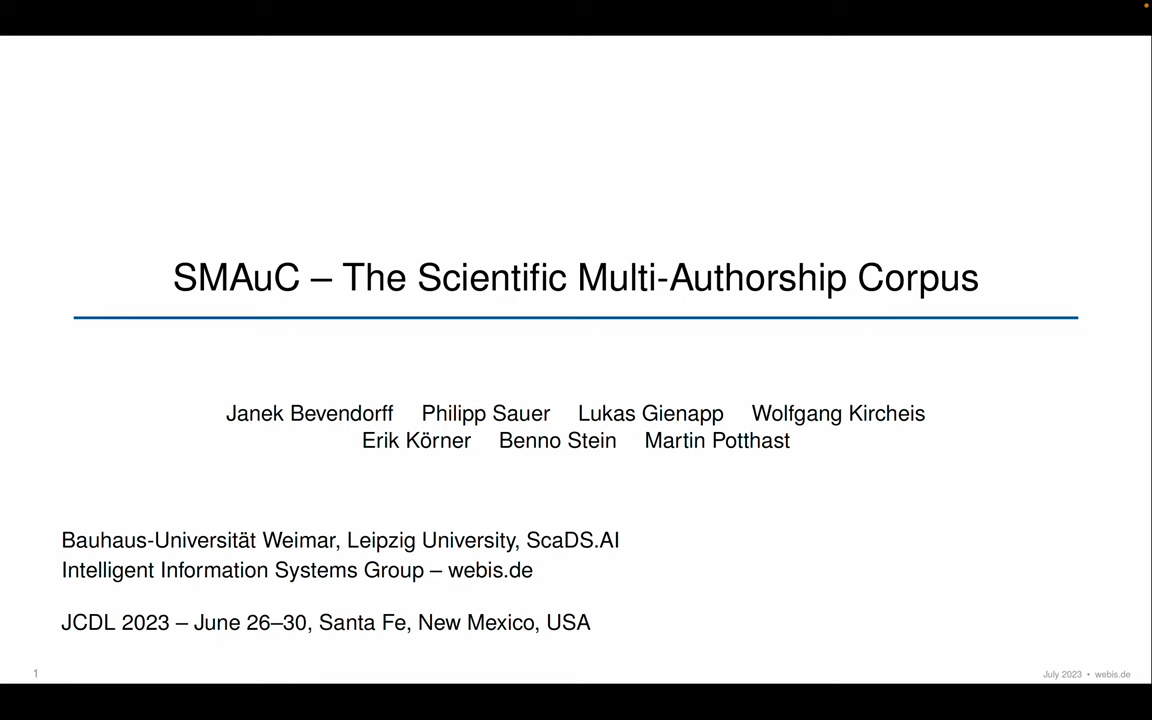 SMAuC – The Scientific Multi-Authorship Corpus
Janek Bevendorff Philipp Sauer Lukas Gienapp Wolfgang Kircheis
Erik Körner Benno Stein Martin Potthast
Bauhaus-Universität Weimar, Leipzig University, ScaDS.AI
Intelligent Information Systems Group – webis.de
JCDL 2023 – June 26–30, Santa Fe, New Mexico, USA
1
July 2023 • webis.de